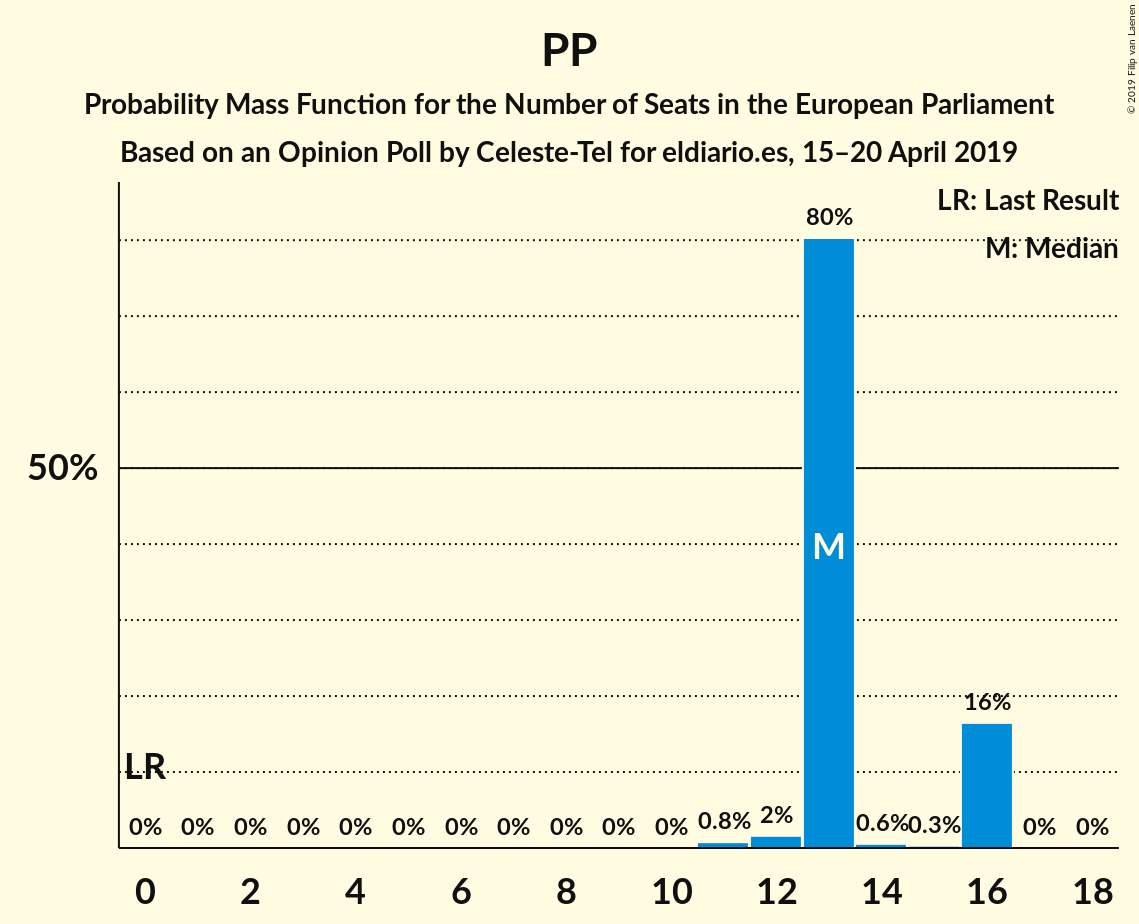 PP
Probability Mass Function for the Number of Seats in the European Parliament
Based on an Opinion Poll by Celeste-Tel for eldiario.es, 15–20 April 2019
© 2019 Filip van Laenen
LR: Last Result
M: Median
80%
50%
M
16%
LR
0% 0% 0% 0% 0% 0% 0% 0% 0% 0% 0% 0.8% 2% 0.6% 0.3% 0% 0%
0 2 4 6 8 10 12 14 16 18